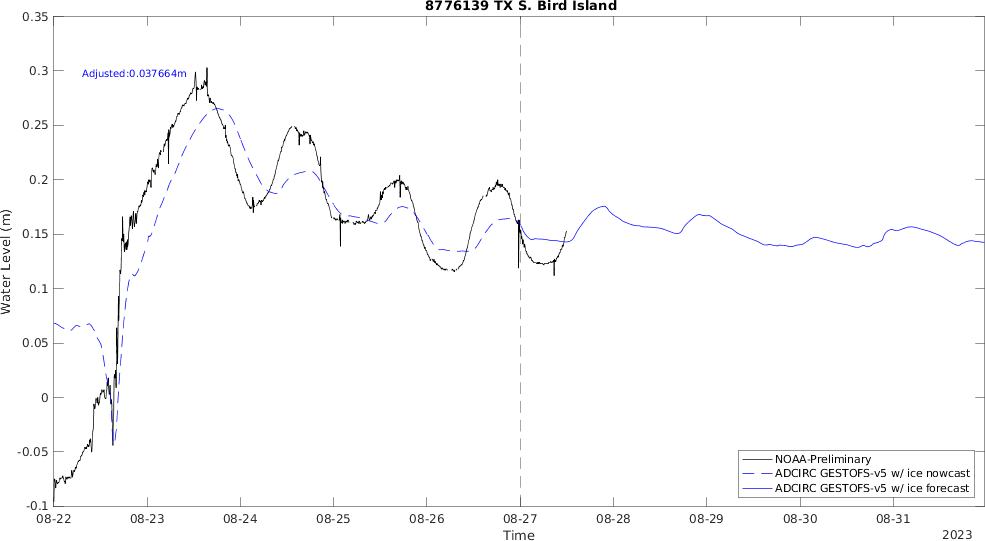 8776139 TX S. Bird Island
0.35
0.3
0.25
0.2
0.15
0.1
0.05
0
-0.05
-0.1
Water Level (m)
Adjusted:0.037664m
NOAA-Preliminary
ADCIRC GESTOFS-v5 w/ ice nowcast
ADCIRC GESTOFS-v5 w/ ice forecast
08-22 08-23 08-24 08-25 08-26 08-27 08-28 08-29 08-30 08-31
Time
2023